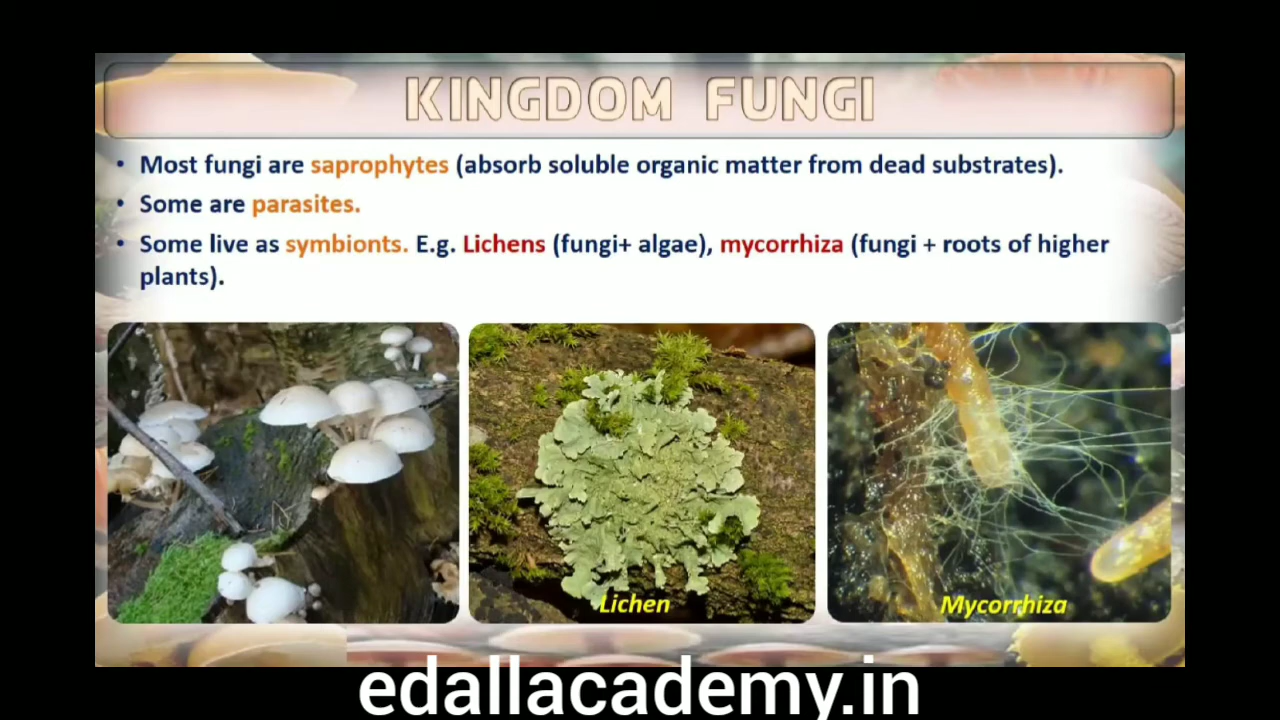 KINGDOM FUNGI
• Most fungi are saprophytes (absorb soluble organic matter from dead substrates).
• Some are parasites.
• Some live as symbionts. E.g. Lichens (fungi+ algae), mycorrhiza (fungi + roots of higher
plants).
Lichen
Mycorrhiza
edallacademy.in